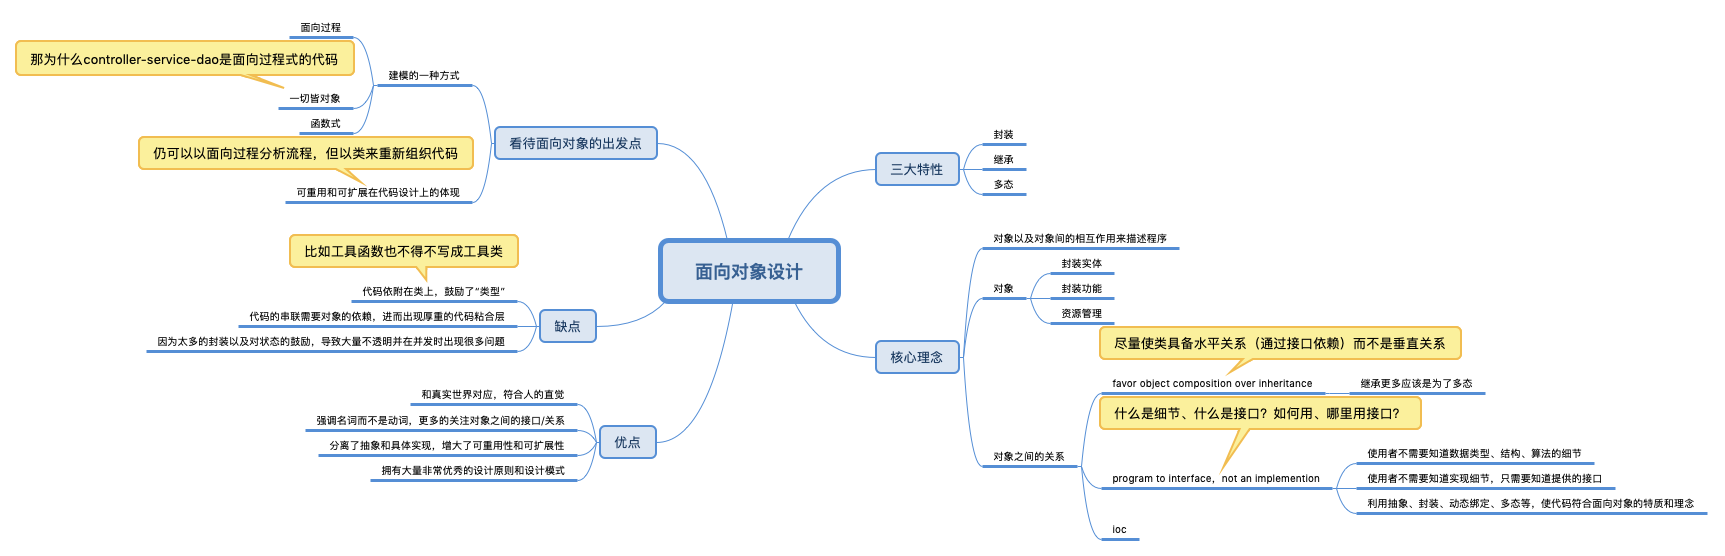 面向对象设计
看待面向对象的出发点
建模的一种方式
面向过程
那为什么controller-service-dao是面向过程式的代码
一切皆对象
函数式
仍可以以面向过程分析流程，但以类来重新组织代码
可重用和可扩展在代码设计上的体现
缺点
比如工具函数也不得不写成工具类
代码依附在类上，鼓励了“类型”
代码的串联需要对象的依赖，进而出现厚重的代码粘合层
因为太多的封装以及对状态的鼓励，导致大量不透明并在并发时出现很多问题
优点
和真实世界对应，符合人的直觉
强调名词而不是动词，更多的关注对象之间的接口/关系
分离了抽象和具体实现，增大了可重用性和可扩展性
拥有大量非常优秀的设计原则和设计模式
三大特性
封装
继承
多态
核心理念
对象以及对象间的相互作用来描述程序
对象
封装实体
封装功能
资源管理
对象之间的关系
尽量使类具备水平关系（通过接口依赖）而不是垂直关系
favor object composition over inheritance
继承更多应该是为了多态
什么是细节、什么是接口？如何用、哪里用接口？
program to interface，not an implemention
使用者不需要知道数据类型、结构、算法的细节
使用者不需要知道实现细节，只需要知道提供的接口
利用抽象、封装、动态绑定、多态等，使代码符合面向对象的特质和理念
ioc